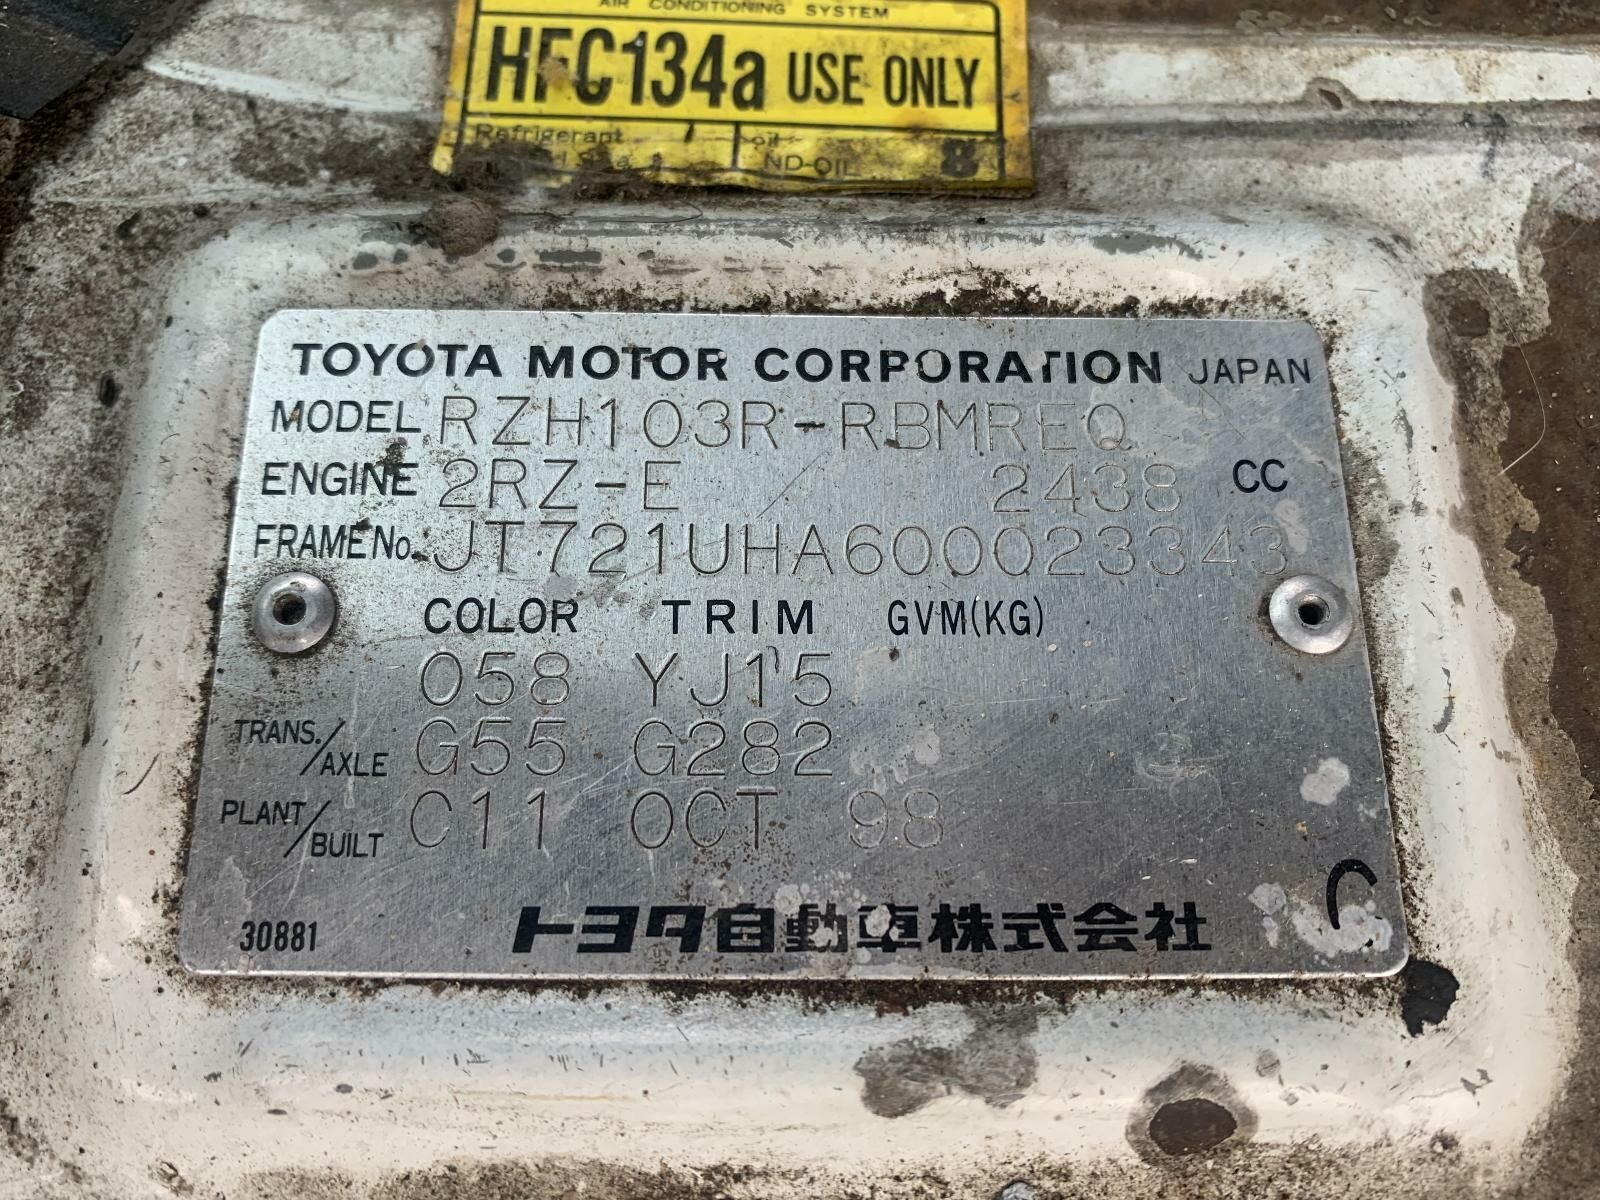 AIR CONDITIONING SYSTEM
HFC134a USE ONLY
Refrigerant oil
ND-OIL 8
TOYOTA MOTOR CORPORATION JAPAN
MODEL RZH103R-RBMREQ
ENGINE 2RZ-E / 2438 CC
FRAME No. JT721UHA600023343
COLOR TRIM GVM(KG)
058 YJ15
TRANS./AXLE G55 G282
PLANT/BUILT C11 OCT 98
C
30881 トヨタ自動車株式会社